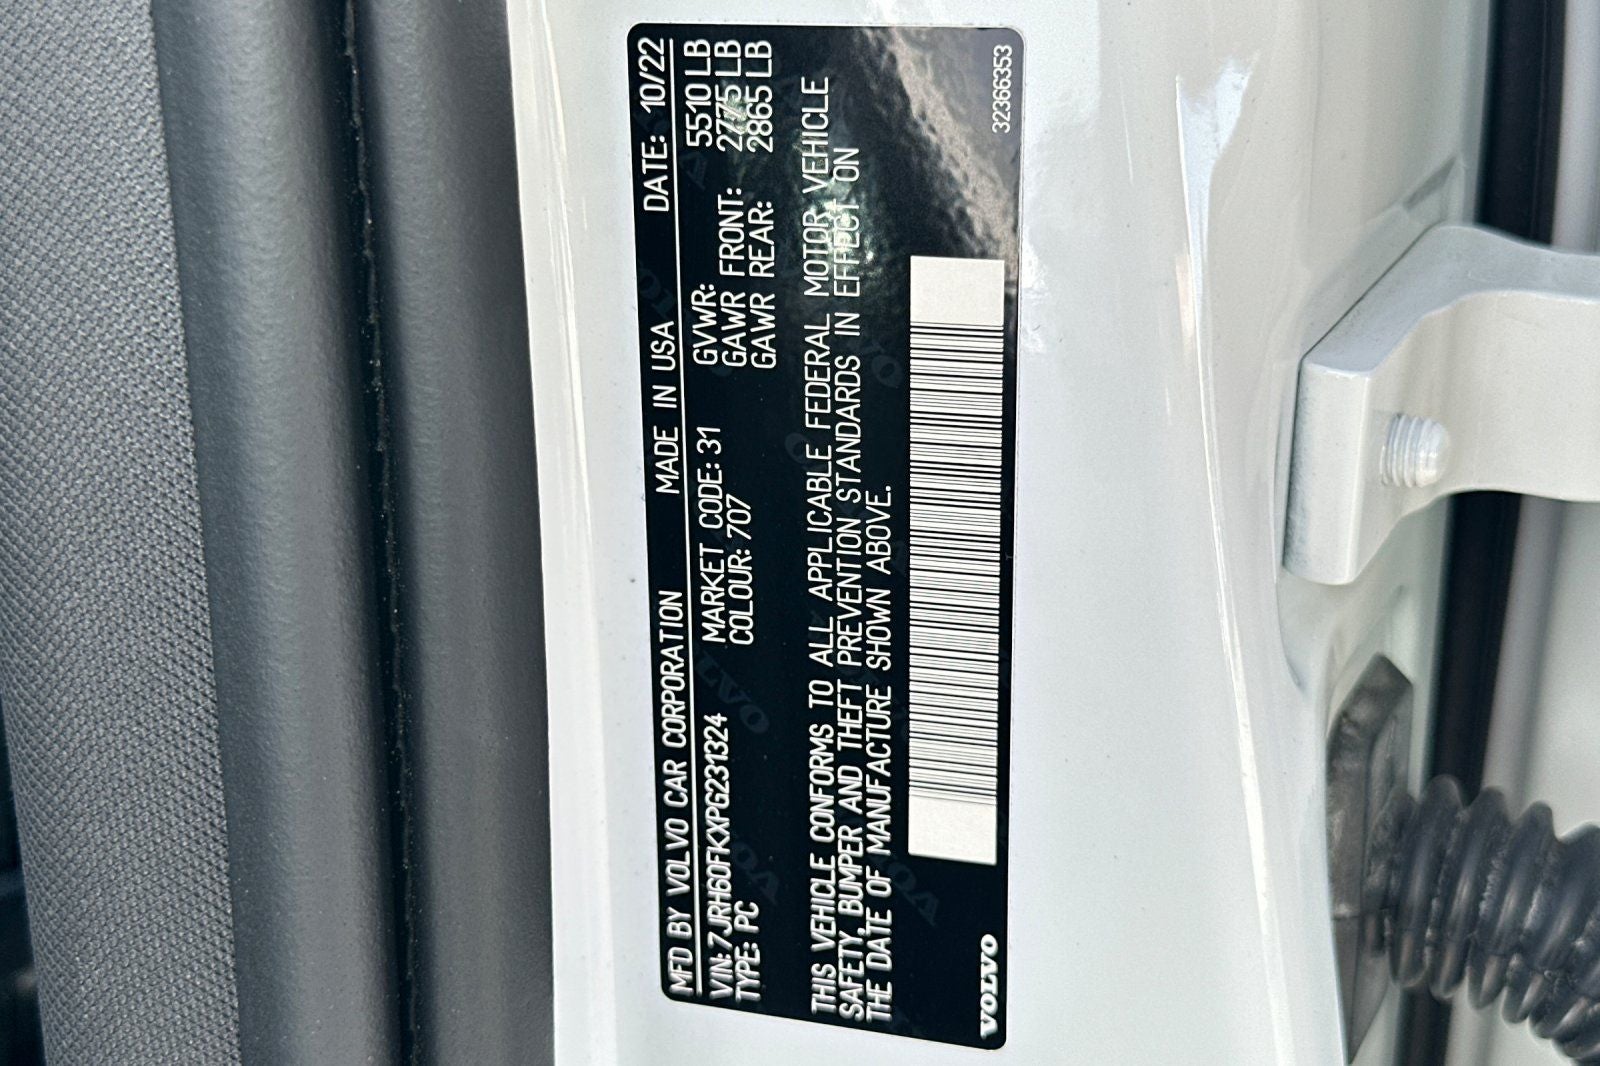 MFD BY VOLVO CAR CORPORATION MADE IN USA DATE: 10/22
VIN: 7JRH60FKXPG231324 MARKET CODE: 31 GVWR: 5510 LB
TYPE: PC COLOUR: 707 GAWR FRONT: 2775 LB
GAWR REAR: 2865 LB
THIS VEHICLE CONFORMS TO ALL APPLICABLE FEDERAL MOTOR VEHICLE
SAFETY, BUMPER AND THEFT PREVENTION STANDARDS IN EFFECT ON
THE DATE OF MANUFACTURE SHOWN ABOVE.
VOLVO 32366353